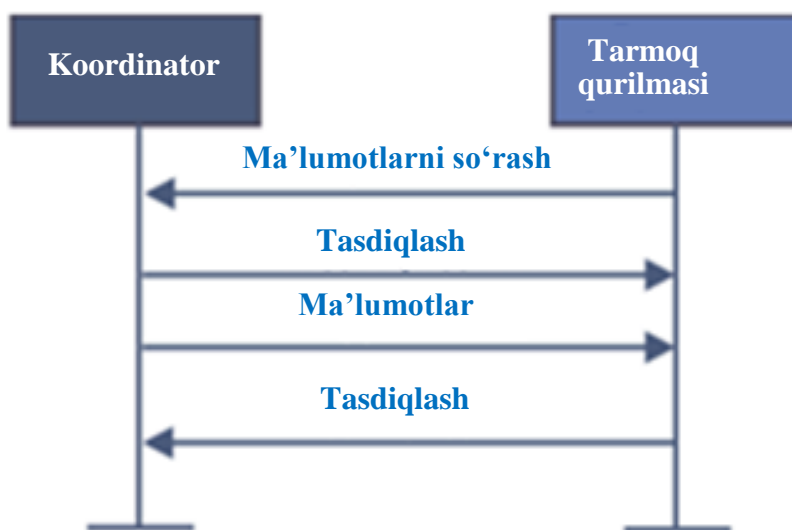 Koordinator
Tarmoq
qurilmasi
Ma’lumotlarni so‘rash
Tasdiqlash
Ma’lumotlar
Tasdiqlash